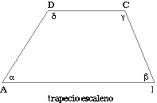 D C
δ γ
α β
A I
trapecio escaleno